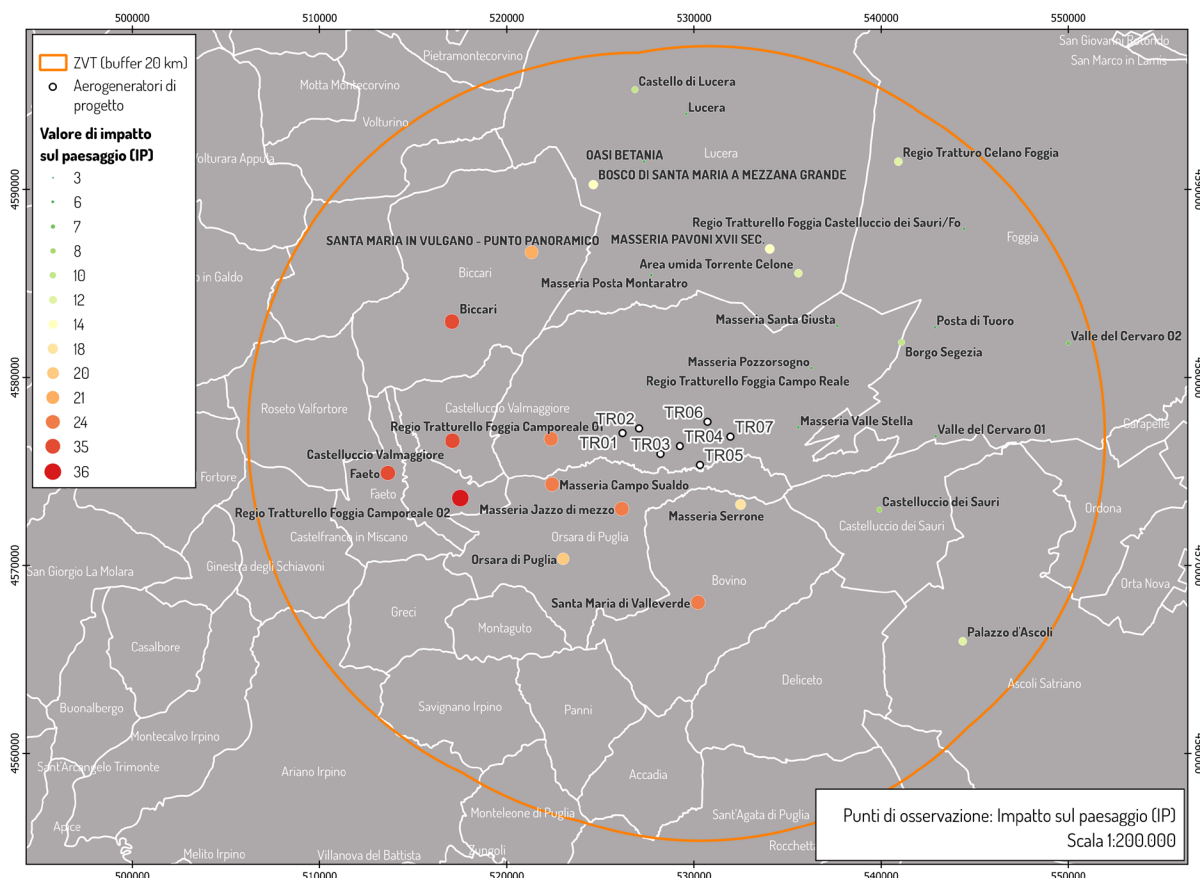 500000
510000
520000
530000
540000
550000
ZVT (buffer 20 km)
Aerogeneratori di
progetto
Valore di impatto
sul paesaggio (IP)
3
6
7
8
10
12
14
18
20
21
24
35
36
Pietramontecorvino
Motta Montecorvino
Volturino
Volturara Appula
San Giovanni Rotondo
San Marco in Lamis
Castello di Lucera
Lucera
OASI BETANIA
Lucera
Regio Tratturo Celano Foggia
BOSCO DI SANTA MARIA A MEZZANA GRANDE
4590000
4590000
Regio Tratturello Foggia Castelluccio dei Sauri/Fo
Foggia
SANTA MARIA IN VULGANO - PUNTO PANORAMICO
MASSERIA PAVONI XVII SEC.
Area umida Torrente Celone
o in Galdo
Biccari
Masseria Posta Montaratro
Biccari
Masseria Santa Giusta
Posta di Tuoro
Valle del Cervaro 02
Borgo Segezia
Masseria Pozzorsogno
Regio Tratturello Foggia Campo Reale
4580000
4580000
Roseto Valfortore
Castelluccio Valmaggiore
TR02
TR06
Masseria Valle Stella
Carapelle
Regio Tratturello Foggia Camporeale 01
TR01
TR03
TR04
TR07
Valle del Cervaro 01
Castelluccio Valmaggiore
TR05
Faeto
Fortore
Faeto
Masseria Campo Sualdo
Castelluccio dei Sauri
Regio Tratturello Foggia Camporeale 02
Masseria Jazzo di mezzo
Masseria Serrone
Ordona
Castelluccio dei Sauri
Castelfranco in Miscano
Orsara di Puglia
Orsara di Puglia
4570000
4570000
San Giorgio La Molara
Ginestra degli Schiavoni
Bovino
Orta Nova
Greci
Santa Maria di Valleverde
Montaguto
Palazzo d'Ascoli
Casalbore
Deliceto
Ascoli Satriano
Buonalbergo
Savignano Irpino
Panni
Montecalvo Irpino
4560000
4560000
Sant'Arcangelo Trimonte
Ariano Irpino
Accadia
Monteleone di Puglia
Sant'Agata di Puglia
Apice
Melito Irpino
Villanova del Battista
Zungoli
Rocchetta
Punti di osservazione: Impatto sul paesaggio (IP)
Scala 1:200.000
500000
510000
520000
530000
540000
550000